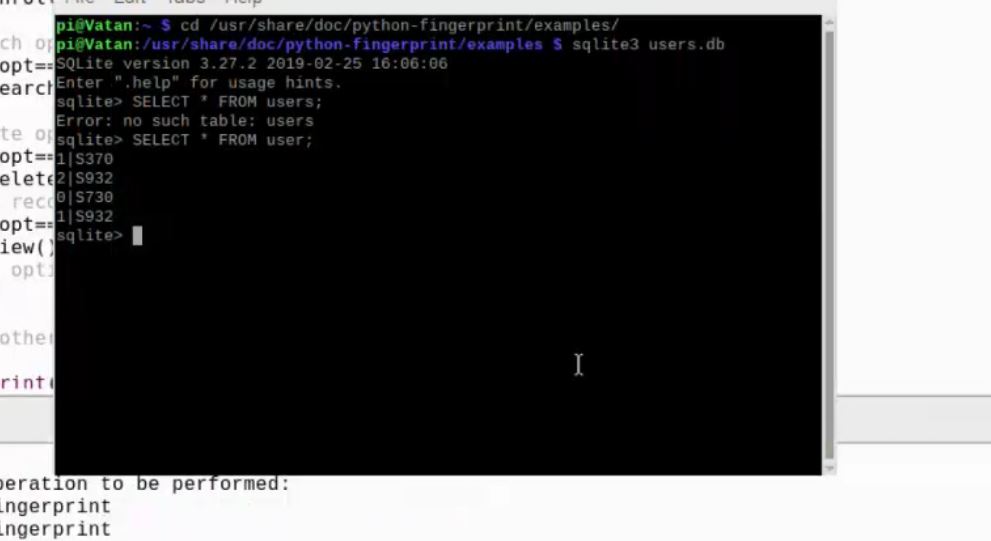 File Edit Tabs Help
pi@Vatan:~ $ cd /usr/share/doc/python-fingerprint/examples/
pi@Vatan:/usr/share/doc/python-fingerprint/examples $ sqlite3 users.db
SQLite version 3.27.2 2019-02-25 16:06:06
Enter ".help" for usage hints.
sqlite> SELECT * FROM users;
Error: no such table: users
sqlite> SELECT * FROM user;
1|S370
2|S932
0|S730
1|S932
sqlite>
ch op
opt==
earch
te op
opt==
elete
reco
opt==
iew()
opti
other
rint(
peration to be performed:
ingerprint
ingerprint